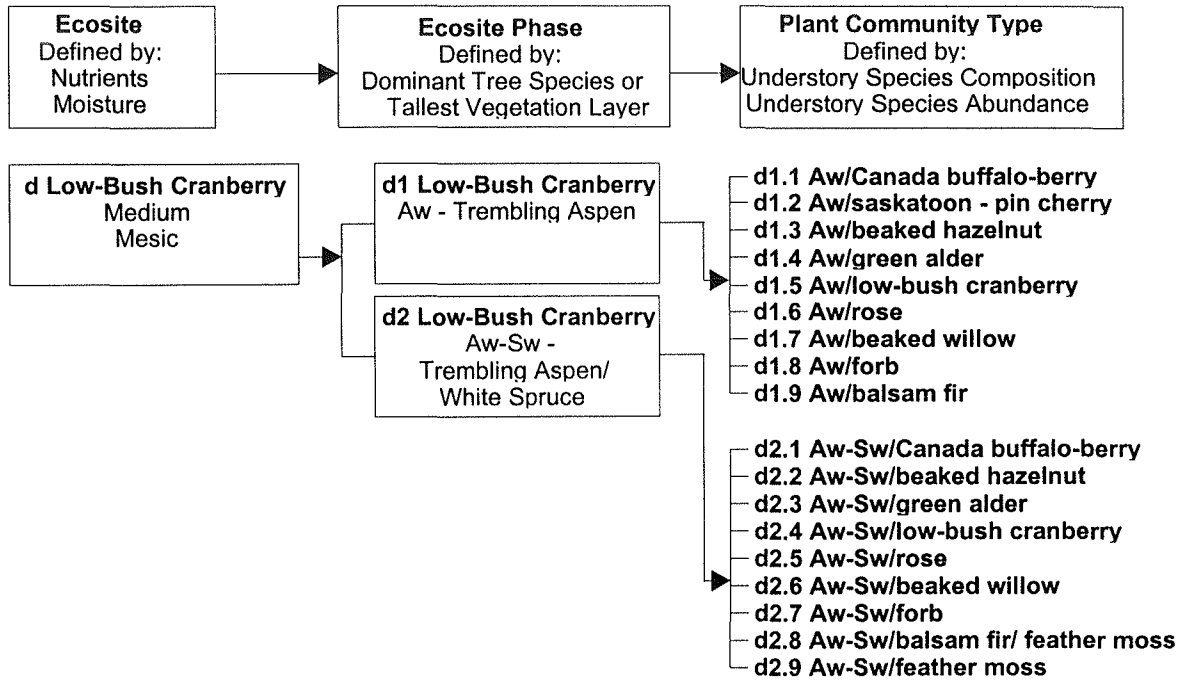 Ecosite
Defined by:
Nutrients
Moisture
Ecosite Phase
Defined by:
Dominant Tree Species or
Tallest Vegetation Layer
Plant Community Type
Defined by:
Understory Species Composition
Understory Species Abundance
d Low-Bush Cranberry
Medium
Mesic
d1 Low-Bush Cranberry
Aw - Trembling Aspen
d2 Low-Bush Cranberry
Aw-Sw -
Trembling Aspen/
White Spruce
d1.1 Aw/Canada buffalo-berry
d1.2 Aw/saskatoon - pin cherry
d1.3 Aw/beaked hazelnut
d1.4 Aw/green alder
d1.5 Aw/low-bush cranberry
d1.6 Aw/rose
d1.7 Aw/beaked willow
d1.8 Aw/forb
d1.9 Aw/balsam fir
d2.1 Aw-Sw/Canada buffalo-berry
d2.2 Aw-Sw/beaked hazelnut
d2.3 Aw-Sw/green alder
d2.4 Aw-Sw/low-bush cranberry
d2.5 Aw-Sw/rose
d2.6 Aw-Sw/beaked willow
d2.7 Aw-Sw/forb
d2.8 Aw-Sw/balsam fir/ feather moss
d2.9 Aw-Sw/feather moss